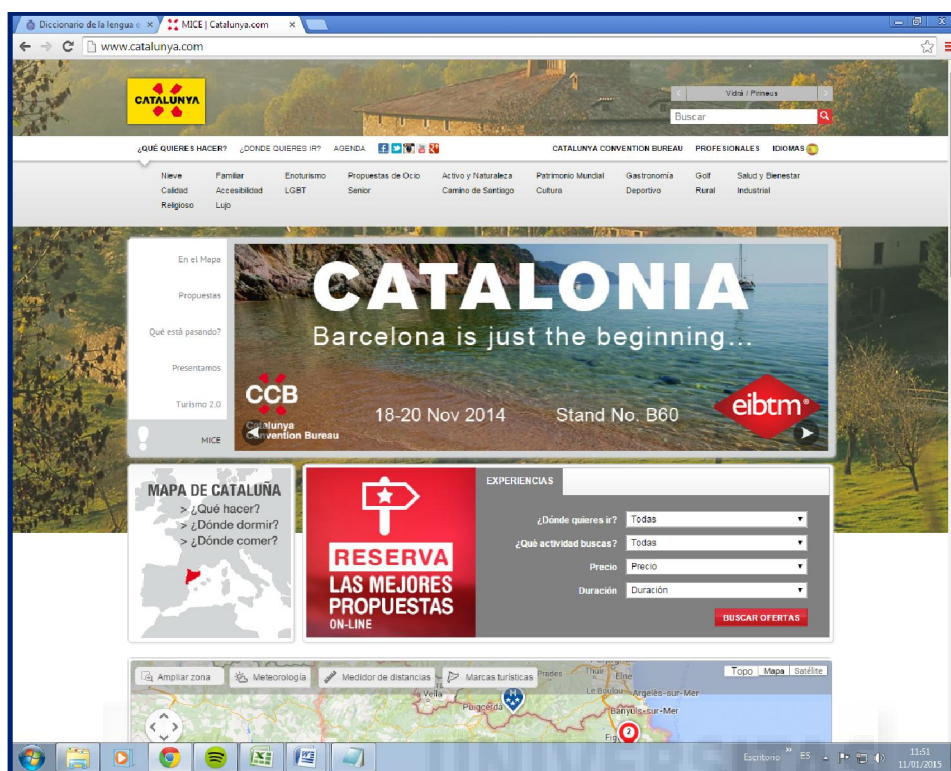 Diccionario de la lengua e
MICE | Catalunya.com
www.catalunya.com
CATALUNYA
Vidrà / Pirineus
Buscar
¿QUÉ QUIERES HACER? ¿DONDE QUIERES IR? AGENDA CATALUNYA CONVENTION BUREAU PROFESIONALES IDIOMAS
Nieve Familiar Enoturismo Propuestas de Ocio Activo y Naturaleza Patrimonio Mundial Gastronomía Golf Salud y Bienestar
Calidad Accesibilidad LGBT Senior Camino de Santiago Cultura Deportivo Rural Industrial
Religioso Lujo
En el Mapa
Propuestas
Qué está pasando?
Presentamos
Turismo 2.0
MICE
CATALONIA
Barcelona is just the beginning...
CCB
Catalunya
Convention Bureau
18-20 Nov 2014 Stand No. B60
eibtm
MAPA DE CATALUÑA
> ¿Qué hacer?
> ¿Dónde dormir?
> ¿Dónde comer?
RESERVA
LAS MEJORES
PROPUESTAS
ON-LINE
EXPERIENCIAS
¿Dónde quieres ir? Todas
¿Qué actividad buscas? Todas
Precio Precio
Duración Duración
BUSCAR OFERTAS
Ampliar zona Meteorología Medidor de distancias Marcas turísticas
Topo Mapa Satélite
Prades Thuir Elne
Le Boulou Argelès-sur-Mer
Vella
Puigcerdà H
Banyuls-sur-Mer
2
Escritorio ES
11:51
11/01/2015